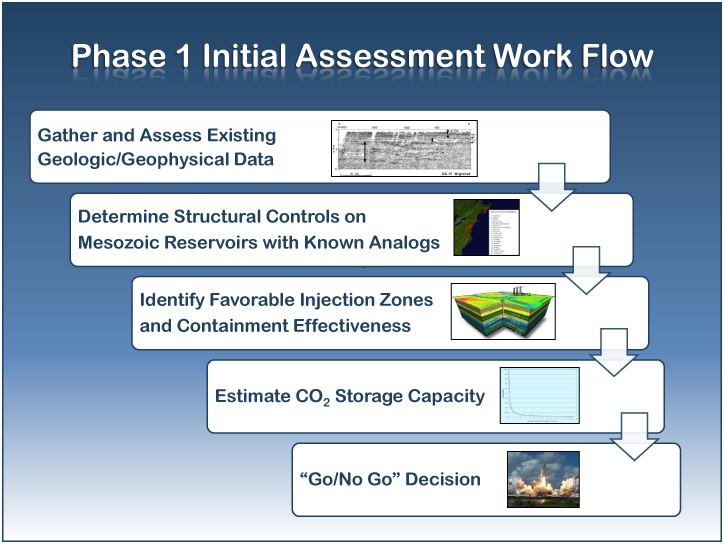 Phase 1 Initial Assessment Work Flow
Gather and Assess Existing
Geologic/Geophysical Data
Determine Structural Controls on
Mesozoic Reservoirs with Known Analogs
Identify Favorable Injection Zones
and Containment Effectiveness
Estimate CO₂ Storage Capacity
“Go/No Go” Decision